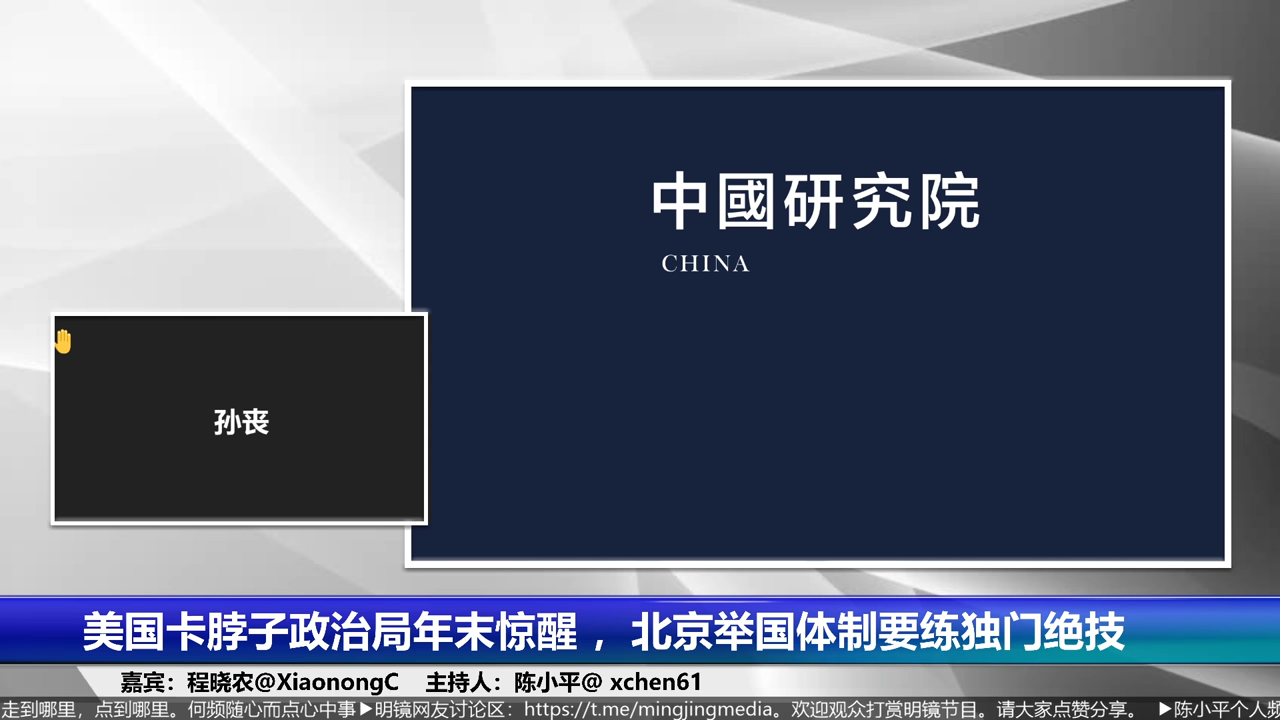 中國研究院
CHINA
孙丧
美国卡脖子政治局年末惊醒，北京举国体制要练独门绝技
嘉宾：程晓农@XiaonongC 主持人：陈小平@ xchen61
走到哪里，点到哪里。何频随心而点心中事▶明镜网友讨论区：https://t.me/mingjingmedia。欢迎观众打赏明镜节目。请大家点赞分享。 ▶陈小平个人频